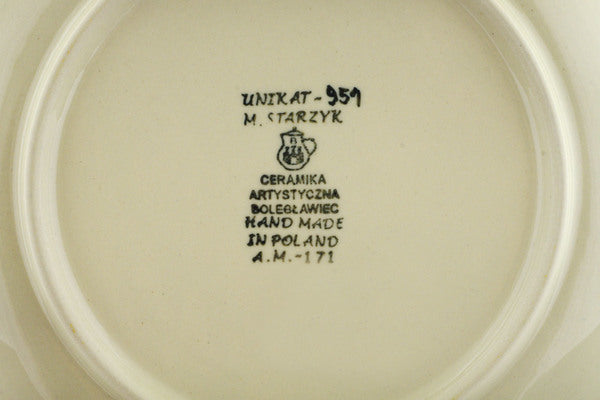 UNIKAT-951
M. STARZYK
CERAMIKA
ARTYSTYCZNA
BOLESŁAWIEC
HAND MADE
IN POLAND
A.M.-171